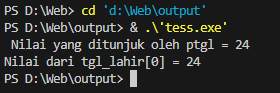 PS D:\Web> cd 'd:\Web\output'
PS D:\Web\output> & .\'tess.exe'
 Nilai yang ditunjuk oleh ptgl = 24
Nilai dari tgl_lahir[0] = 24
PS D:\Web\output>